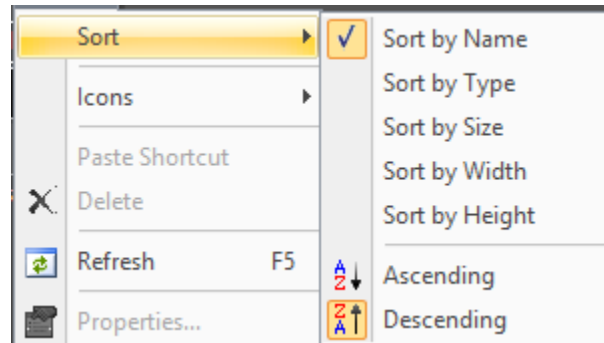 Sort
Icons
Paste Shortcut
Delete
Refresh F5
Properties...
Sort by Name
Sort by Type
Sort by Size
Sort by Width
Sort by Height
A
Z
Ascending
Z
A
Descending